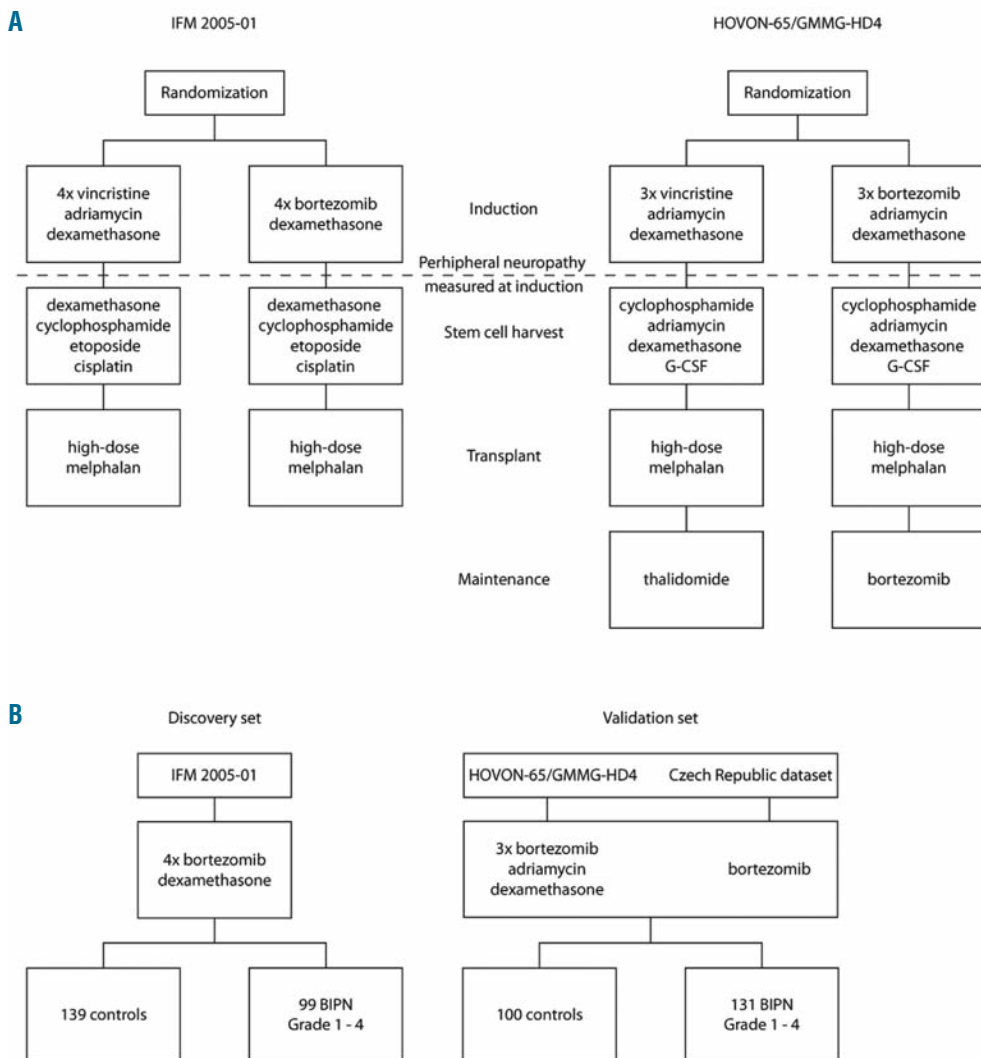 A
IFM 2005-01
HOVON-65/GMMG-HD4
Randomization
Randomization
4x vincristine
adriamycin
dexamethasone
4x bortezomib
dexamethasone
Induction
3x vincristine
adriamycin
dexamethasone
3x bortezomib
adriamycin
dexamethasone
Perhipheral neuropathy
measured at induction
dexamethasone
cyclophosphamide
etoposide
cisplatin
dexamethasone
cyclophosphamide
etoposide
cisplatin
Stem cell harvest
cyclophosphamide
adriamycin
dexamethasone
G-CSF
cyclophosphamide
adriamycin
dexamethasone
G-CSF
high-dose
melphalan
high-dose
melphalan
Transplant
high-dose
melphalan
high-dose
melphalan
Maintenance
thalidomide
bortezomib
B
Discovery set
Validation set
IFM 2005-01
HOVON-65/GMMG-HD4
Czech Republic dataset
4x bortezomib
dexamethasone
3x bortezomib
adriamycin
dexamethasone
bortezomib
139 controls
99 BIPN
Grade 1 - 4
100 controls
131 BIPN
Grade 1 - 4